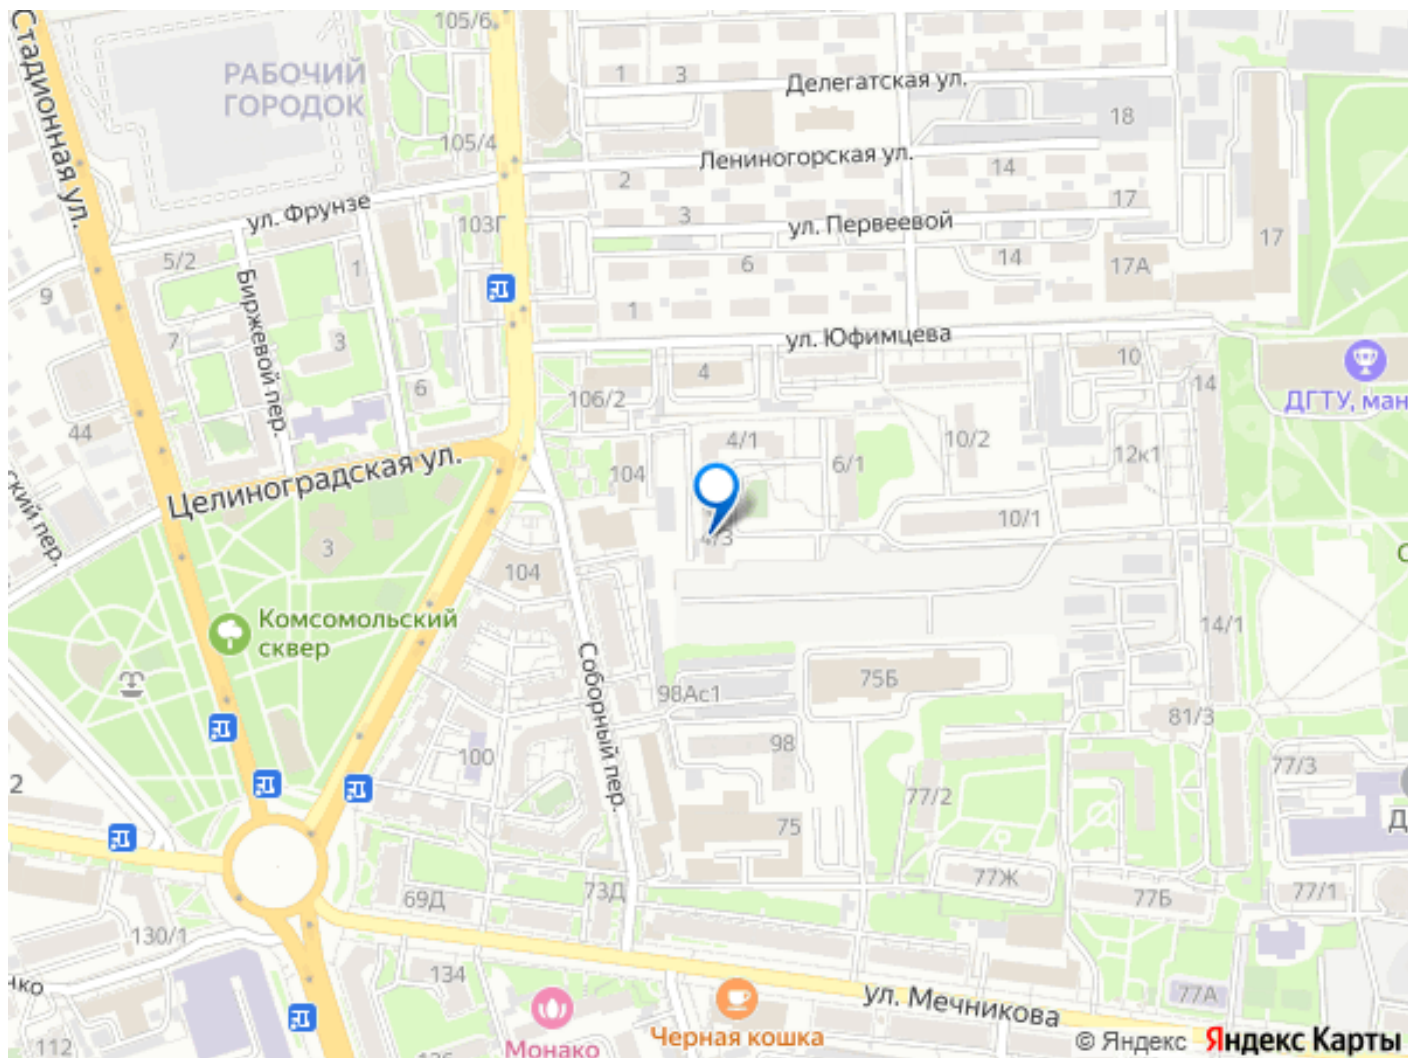 Стадионная ул.
105/6
РАБОЧИЙ
ГОРОДОК
1
3
Делегатская ул.
18
105/4
Лениногорская ул.
2
14
ул. Фрунзе
103Г
3
ул. Первеевой
17
17
5/2
Биржевой пер.
1
6
14
17А
9
1
7
3
ул. Юфимцева
10
4
14
ДГТУ, ман
6
106/2
44
4/1
10/2
6/1
12к1
Целиноградская ул.
104
ский пер.
10/1
4/3
3
104
Комсомольский
сквер
14/1
Соборный пер.
75Б
98Ас1
81/3
98
100
77/3
2
77/2
Д
75
77Ж
69Д
73Д
77Б
77/1
130/1
134
нко
ул. Мечникова
77А
Черная кошка
Монако
112
© Яндекс Яндекс Карты